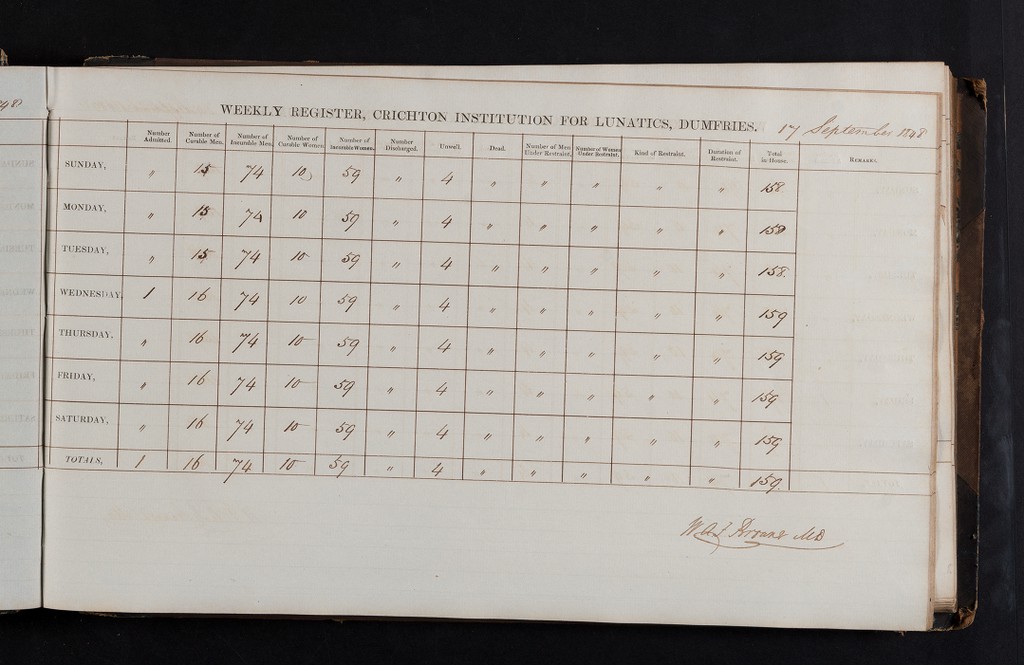 WEEKLY REGISTER, CRICHTON INSTITUTION FOR LUNATICS, DUMFRIES. 17 September 1848
Number Admitted. Number of Curable Men. Number of Incurable Men. Number of Curable Women. Number of Incurable Women. Number Discharged. Unwell. Dead. Number of Men Under Restraint. Number of Women Under Restraint. Kind of Restraint. Duration of Restraint. Total in House. REMARKS.
SUNDAY, " 15 74 10 59 " 4 " " " " " 158
MONDAY, " 15 74 10 59 " 4 " " " " " 158
TUESDAY, " 15 74 10 59 " 4 " " " " " 158.
WEDNESDAY, 1 16 74 10 59 " 4 " " " " " 159
THURSDAY, " 16 74 10 59 " 4 " " " " " 159
FRIDAY, " 16 74 10 59 " 4 " " " " " 159
SATURDAY, " 16 74 10 59 " 4 " " " " " 159
TOTALS, 1 16 74 10 59 " 4 " " " " " 159.
W A F Browne MD